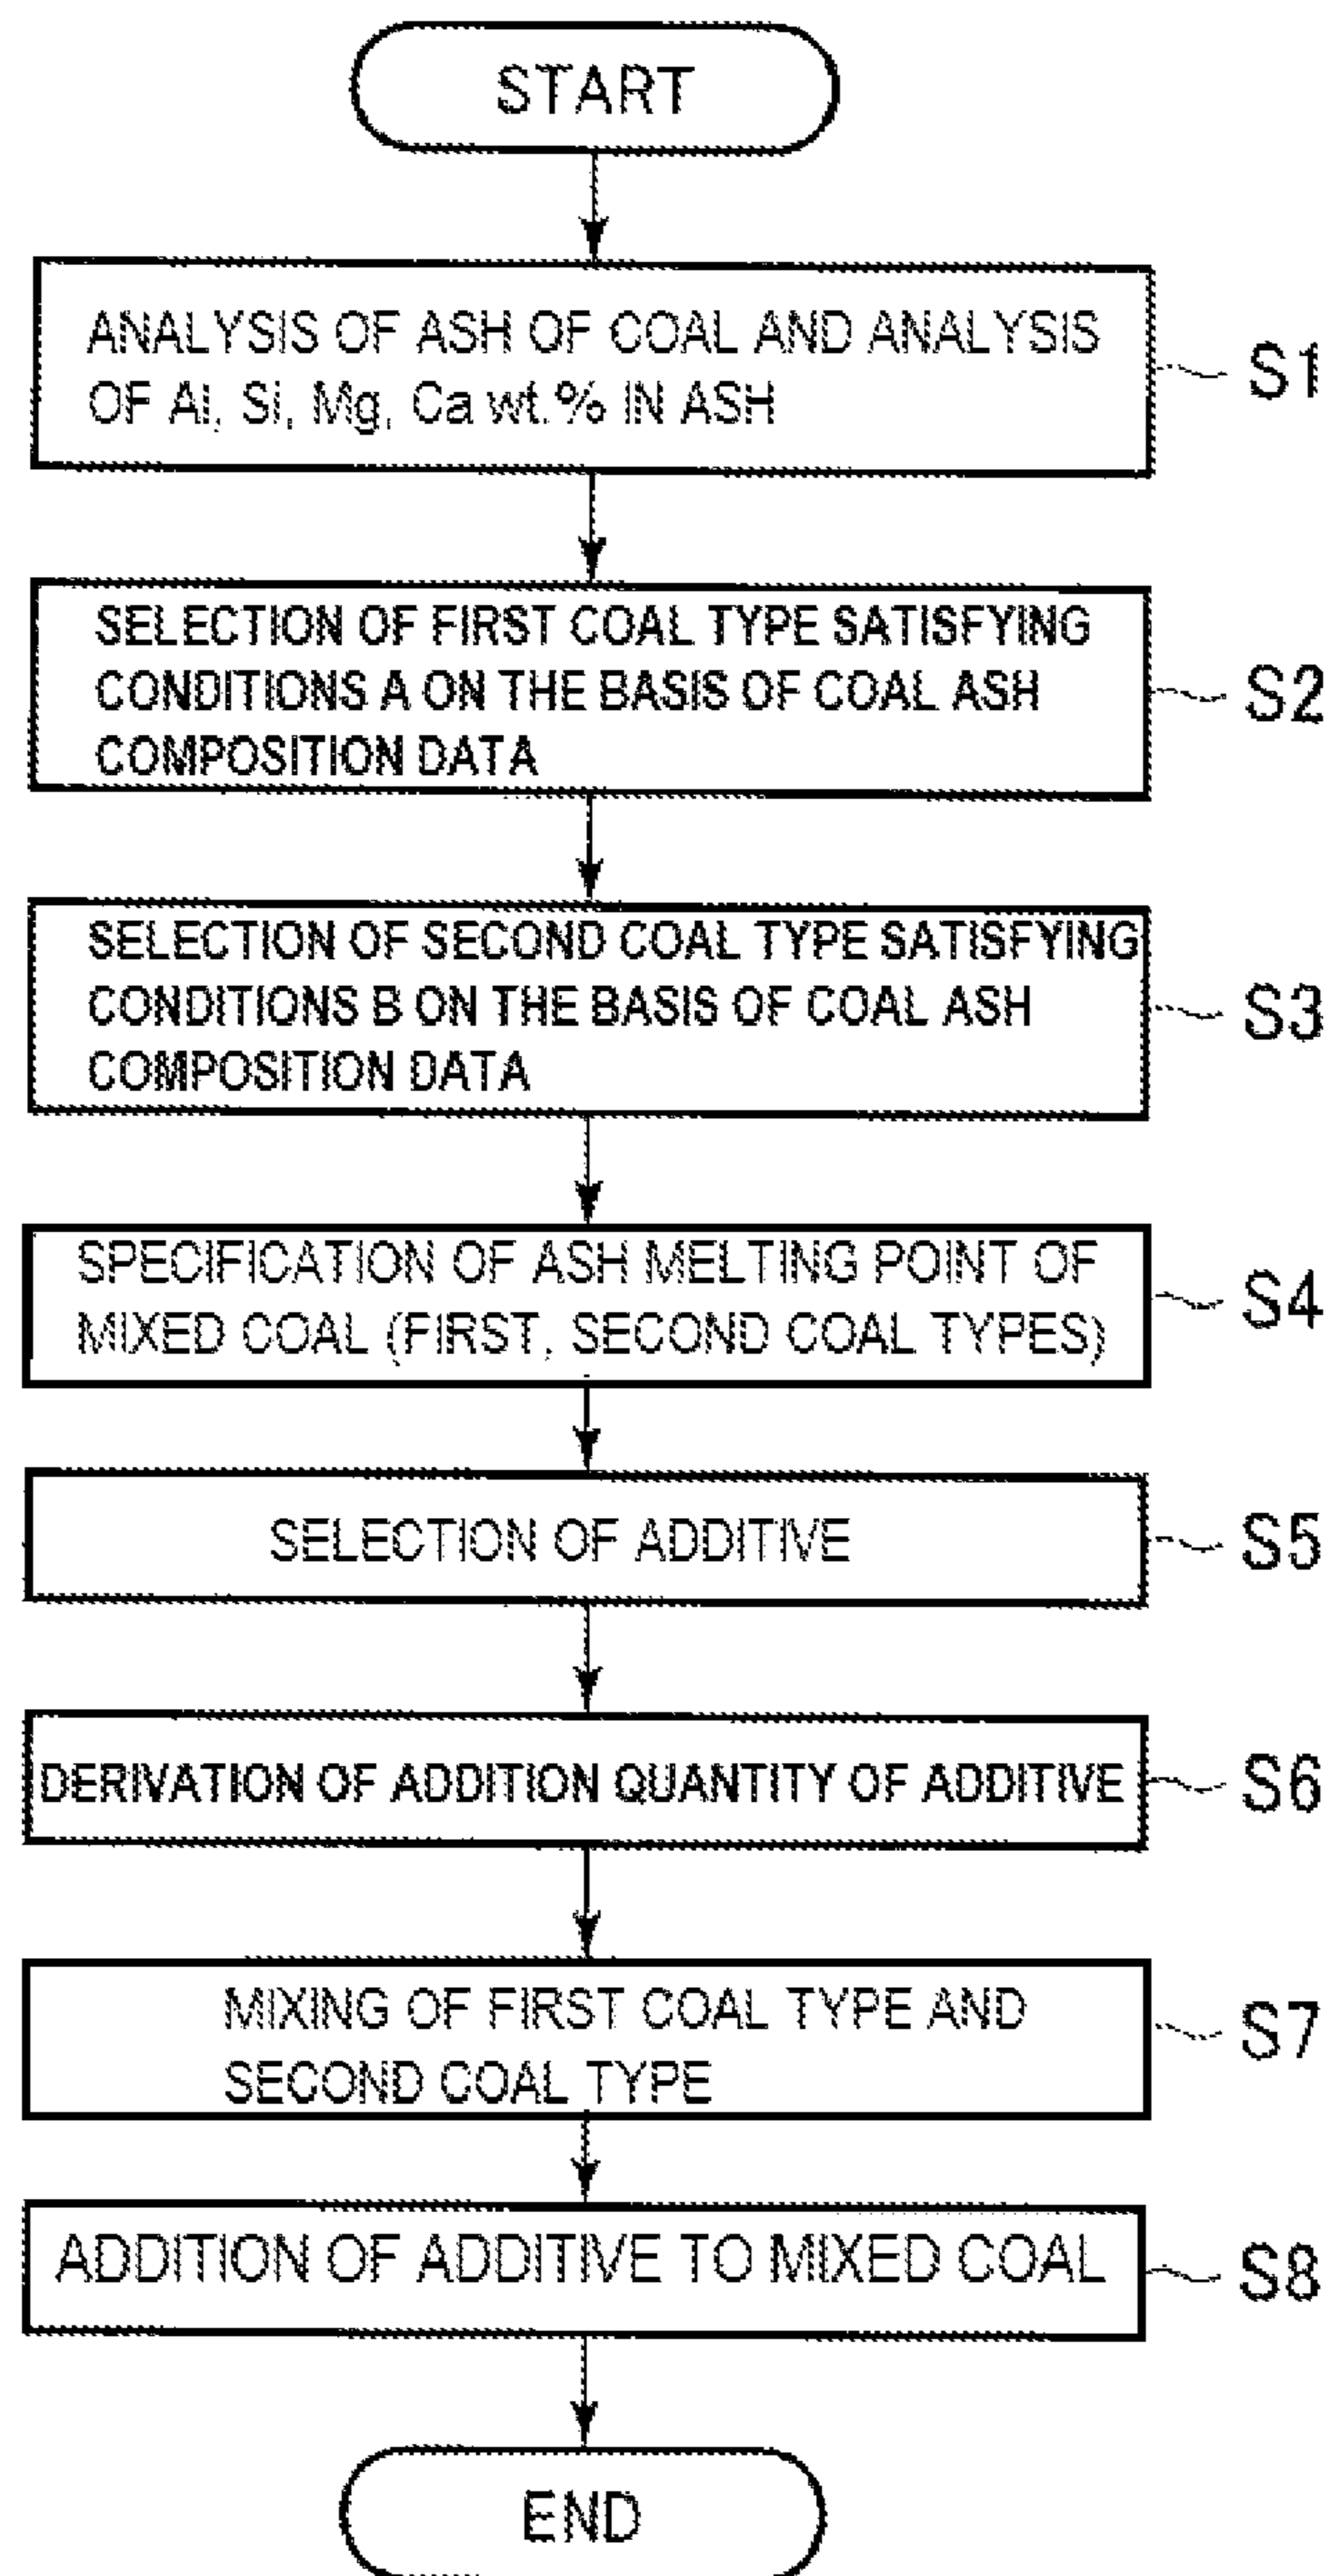 START
ANALYSIS OF ASH OF COAL AND ANALYSIS
OF Al, Si, Mg, Ca wt.% IN ASH
S1
SELECTION OF FIRST COAL TYPE SATISFYING
CONDITIONS A ON THE BASIS OF COAL ASH
COMPOSITION DATA
S2
SELECTION OF SECOND COAL TYPE SATISFYING
CONDITIONS B ON THE BASIS OF COAL ASH
COMPOSITION DATA
S3
SPECIFICATION OF ASH MELTING POINT OF
MIXED COAL (FIRST, SECOND COAL TYPES)
S4
SELECTION OF ADDITIVE
S5
DERIVATION OF ADDITION QUANTITY OF ADDITIVE
S6
MIXING OF FIRST COAL TYPE AND
SECOND COAL TYPE
S7
ADDITION OF ADDITIVE TO MIXED COAL
S8
END